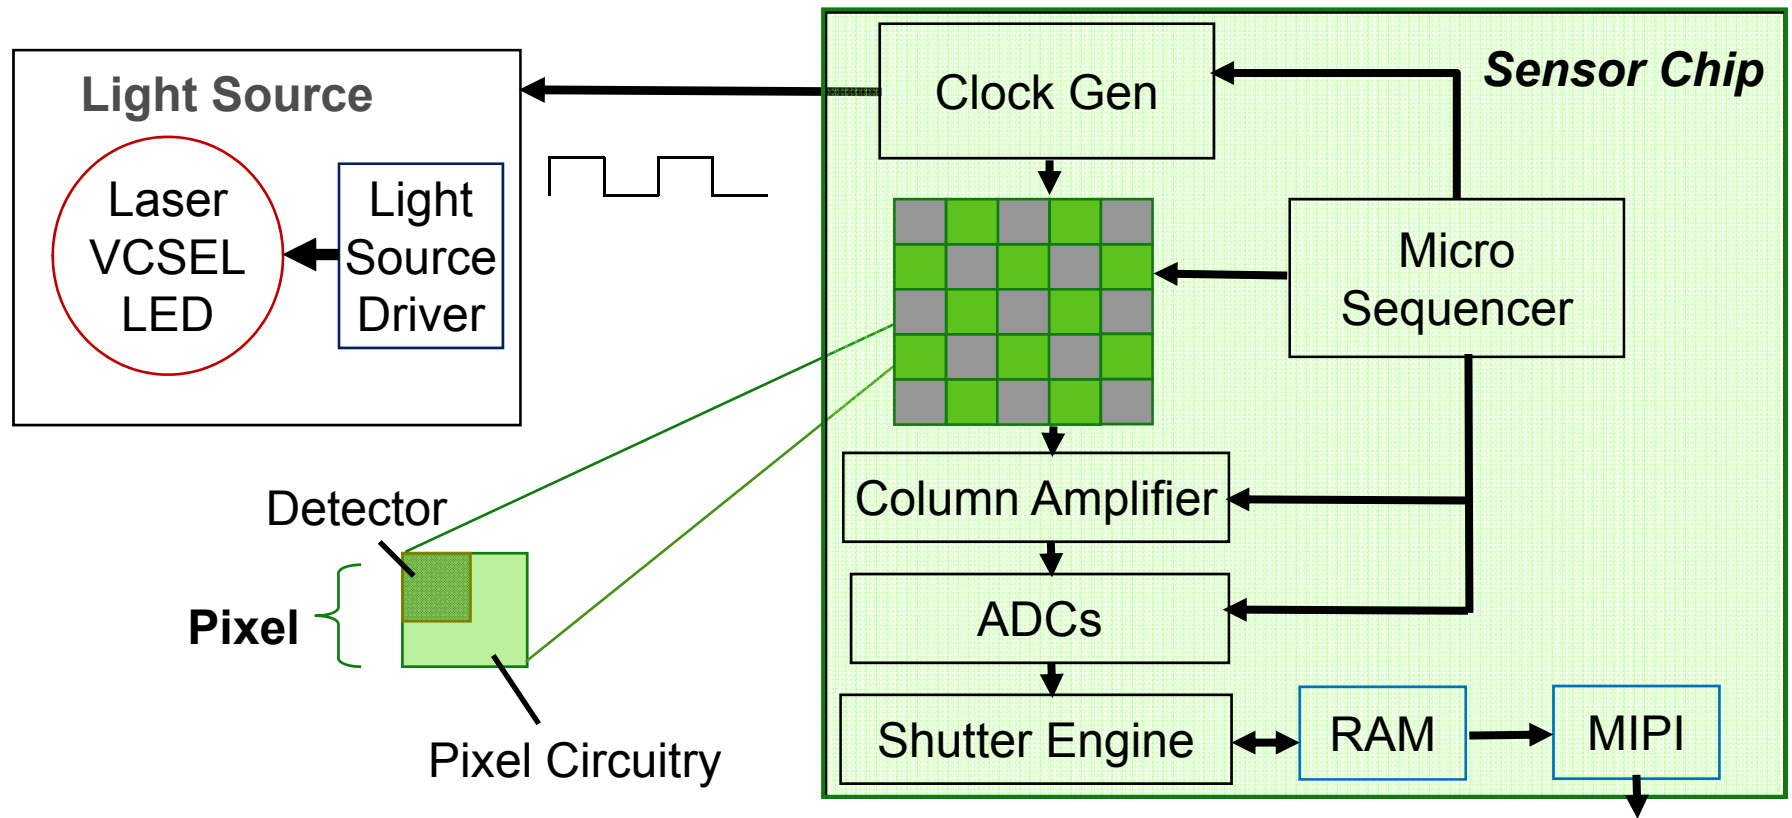 Light Source
Laser
VCSEL
LED
Light
Source
Driver
Sensor Chip
Clock Gen
Micro
Sequencer
Column Amplifier
ADCs
Shutter Engine
RAM
MIPI
Detector
Pixel
Pixel Circuitry